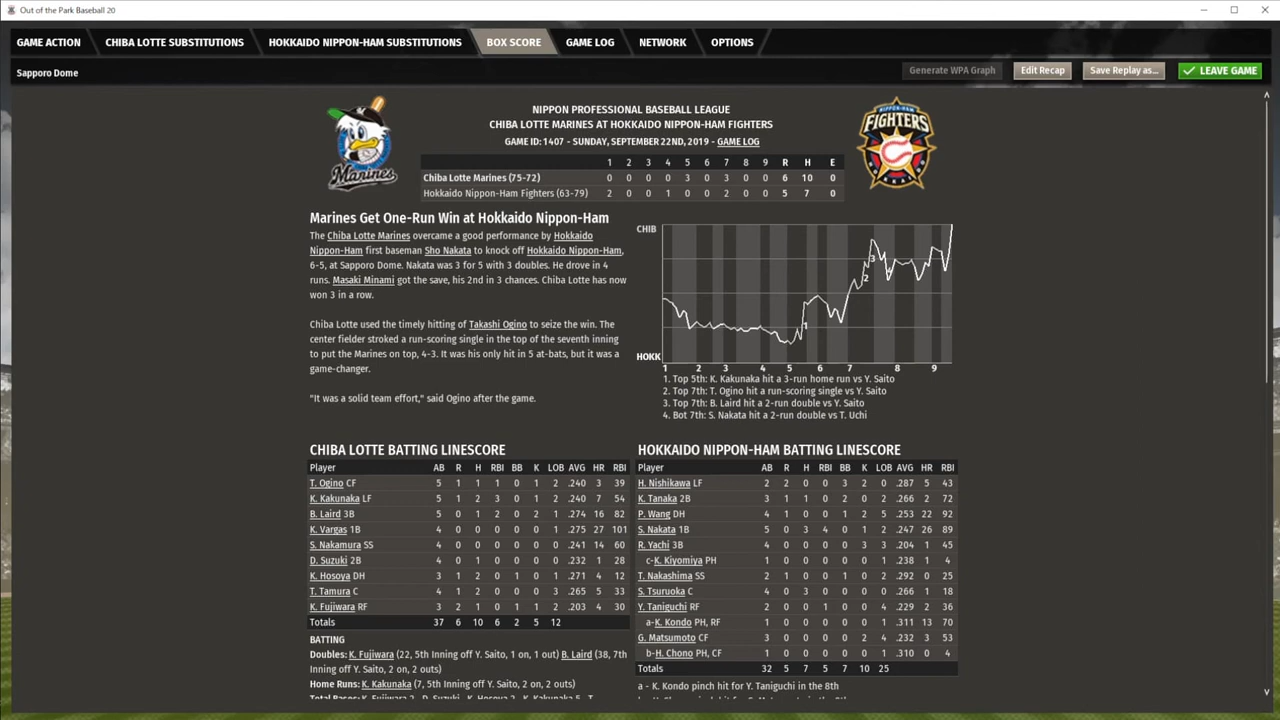 Out of the Park Baseball 20
GAME ACTION CHIBA LOTTE SUBSTITUTIONS HOKKAIDO NIPPON-HAM SUBSTITUTIONS BOX SCORE GAME LOG NETWORK OPTIONS
Sapporo Dome Generate WPA Graph Edit Recap Save Replay as... LEAVE GAME
Marines
NIPPON-HAM FIGHTERS
NIPPON PROFESSIONAL BASEBALL LEAGUE
CHIBA LOTTE MARINES AT HOKKAIDO NIPPON-HAM FIGHTERS
GAME ID: 1407 - SUNDAY, SEPTEMBER 22ND, 2019 - GAME LOG
1 2 3 4 5 6 7 8 9 R H E
Chiba Lotte Marines (75-72) 0 0 0 0 3 0 3 0 0 6 10 0
Hokkaido Nippon-Ham Fighters (63-79) 2 0 0 1 0 0 2 0 0 5 7 0
Marines Get One-Run Win at Hokkaido Nippon-Ham
The Chiba Lotte Marines overcame a good performance by Hokkaido
Nippon-Ham first baseman Sho Nakata to knock off Hokkaido Nippon-Ham,
6-5, at Sapporo Dome. Nakata was 3 for 5 with 3 doubles. He drove in 4
runs. Masaki Minami got the save, his 2nd in 3 chances. Chiba Lotte has now
won 3 in a row.
Chiba Lotte used the timely hitting of Takashi Ogino to seize the win. The
center fielder stroked a run-scoring single in the top of the seventh inning
to put the Marines on top, 4-3. It was his only hit in 5 at-bats, but it was a
game-changer.
"It was a solid team effort," said Ogino after the game.
CHIB
3
4
2
1
HOKK
1 2 3 4 5 6 7 8 9
1. Top 5th: K. Kakunaka hit a 3-run home run vs Y. Saito
2. Top 7th: T. Ogino hit a run-scoring single vs Y. Saito
3. Top 7th: B. Laird hit a 2-run double vs Y. Saito
4. Bot 7th: S. Nakata hit a 2-run double vs T. Uchi
CHIBA LOTTE BATTING LINESCORE
Player AB R H RBI BB K LOB AVG HR RBI
T. Ogino CF 5 1 1 1 0 1 2 .240 3 39
K. Kakunaka LF 5 1 2 3 0 1 2 .240 7 54
B. Laird 3B 5 0 1 2 0 2 1 .274 16 82
K. Vargas 1B 4 0 0 0 0 0 1 .275 27 101
S. Nakamura SS 4 0 0 0 0 0 0 .241 14 60
D. Suzuki 2B 4 0 1 0 0 0 0 .232 1 28
K. Hosoya DH 3 1 2 0 1 0 1 .271 4 12
T. Tamura C 4 1 2 0 0 0 3 .265 5 33
K. Fujiwara RF 3 2 1 0 1 1 2 .203 4 30
Totals 37 6 10 6 2 5 12
BATTING
Doubles: K. Fujiwara (22, 5th Inning off Y. Saito, 1 on, 1 out) B. Laird (38, 7th
Inning off Y. Saito, 2 on, 2 outs)
Home Runs: K. Kakunaka (7, 5th Inning off Y. Saito, 2 on, 2 outs)
HOKKAIDO NIPPON-HAM BATTING LINESCORE
Player AB R H RBI BB K LOB AVG HR RBI
H. Nishikawa LF 2 2 0 0 3 2 0 .287 5 43
K. Tanaka 2B 3 1 1 0 2 0 2 .266 2 72
P. Wang DH 4 1 0 0 1 2 5 .253 22 92
S. Nakata 1B 5 0 3 4 0 1 2 .247 26 89
R. Yachi 3B 4 0 0 0 0 3 3 .204 1 45
c-K. Kiyomiya PH 1 0 0 0 0 0 1 .238 1 4
T. Nakashima SS 2 1 0 0 1 0 2 .292 0 25
S. Tsuruoka C 4 0 3 0 0 0 0 .266 1 18
Y. Taniguchi RF 2 0 0 1 0 0 4 .229 2 36
a-K. Kondo PH, RF 1 0 0 0 0 0 1 .311 13 70
G. Matsumoto CF 3 0 0 0 0 2 4 .232 3 53
b-H. Chono PH, CF 1 0 0 0 0 0 1 .310 0 4
Totals 32 5 7 5 7 10 25
a - K. Kondo pinch hit for Y. Taniguchi in the 8th